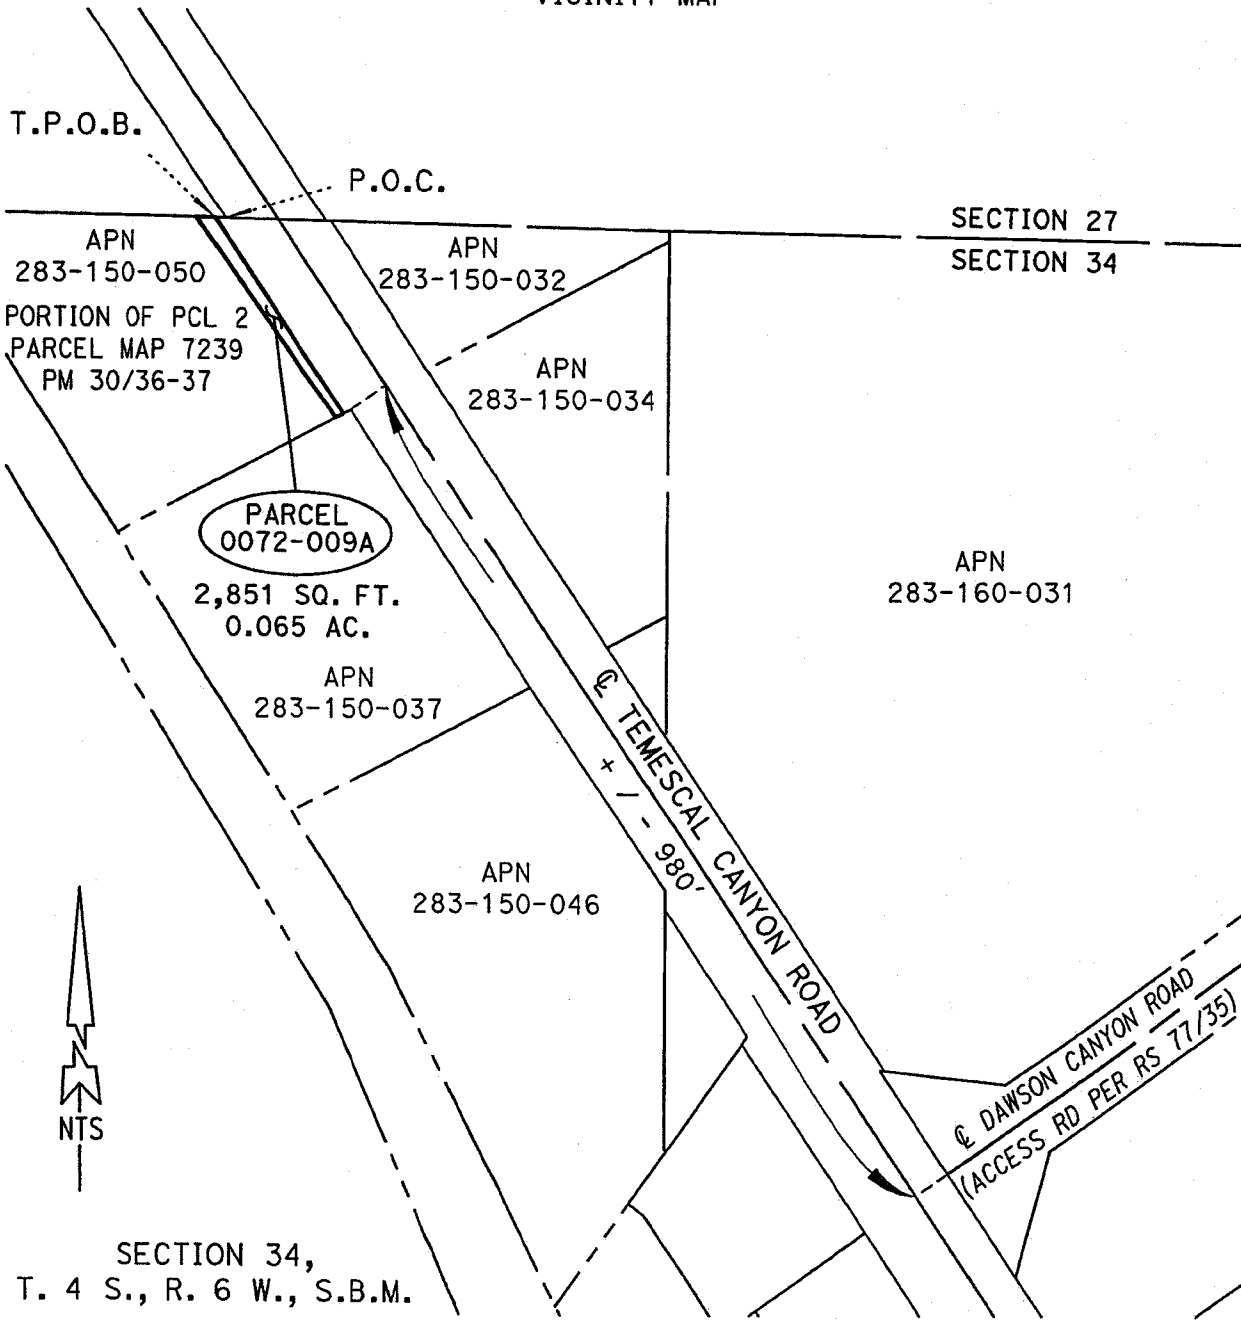 VICINITY MAP
T.P.O.B.
P.O.C.
SECTION 27
SECTION 34
APN
283-150-050
PORTION OF PCL 2
PARCEL MAP 7239
PM 30/36-37
APN
283-150-032
APN
283-150-034
PARCEL
0072-009A
2,851 SQ. FT.
0.065 AC.
APN
283-160-031
APN
283-150-037
℄ TEMESCAL CANYON ROAD
+ / - 980'
APN
283-150-046
℄ DAWSON CANYON ROAD
(ACCESS RD PER RS 77/35)
NTS
SECTION 34,
T. 4 S., R. 6 W., S.B.M.